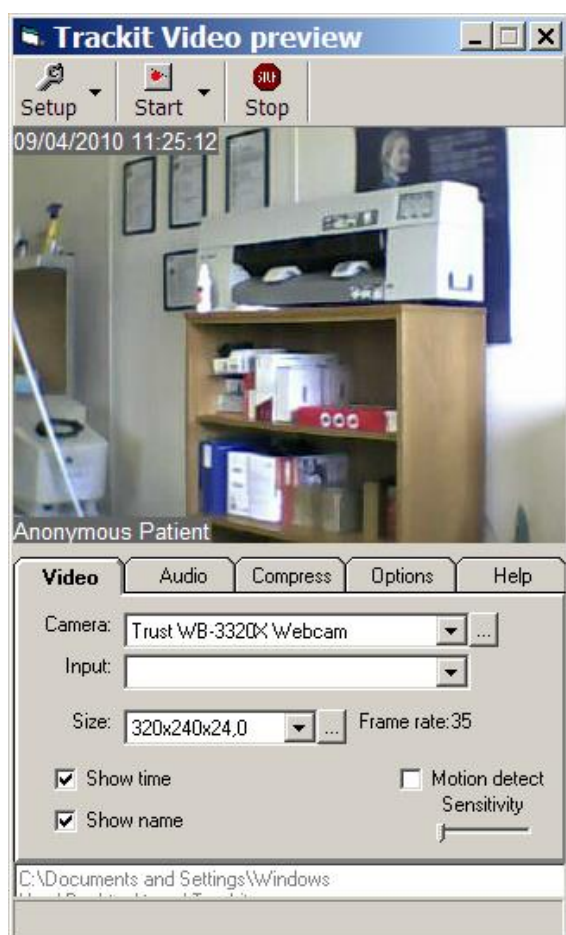 Trackit Video preview
Setup Start Stop
09/04/2010 11:25:12
Anonymous Patient
Video Audio Compress Options Help
Camera: Trust WB-3320X Webcam ...
Input:
Size: 320x240x24,0 ... Frame rate:35
Show time Motion detect
Sensitivity
Show name
C:\Documents and Settings\Windows